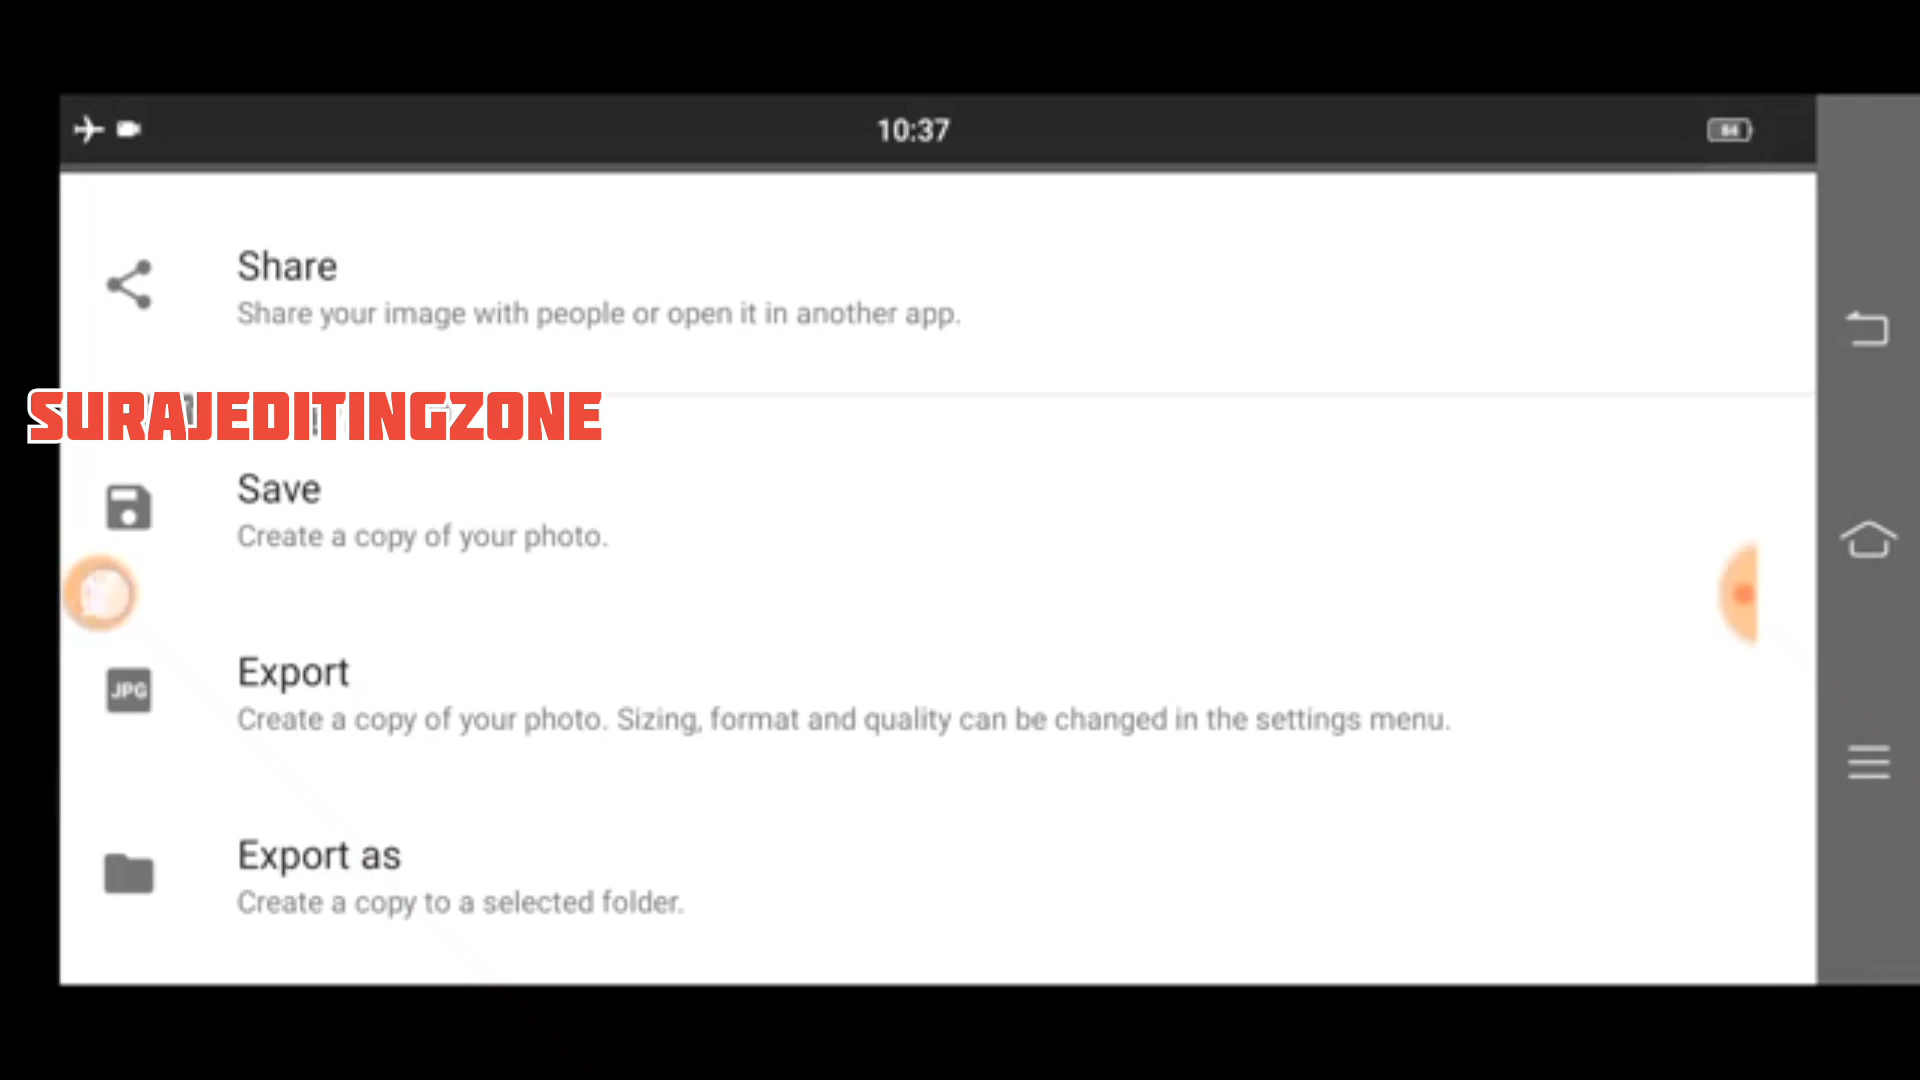 10:37
84
Share
Share your image with people or open it in another app.
SURAJEDITINGZONE
Save
Create a copy of your photo.
JPG
Export
Create a copy of your photo. Sizing, format and quality can be changed in the settings menu.
Export as
Create a copy to a selected folder.